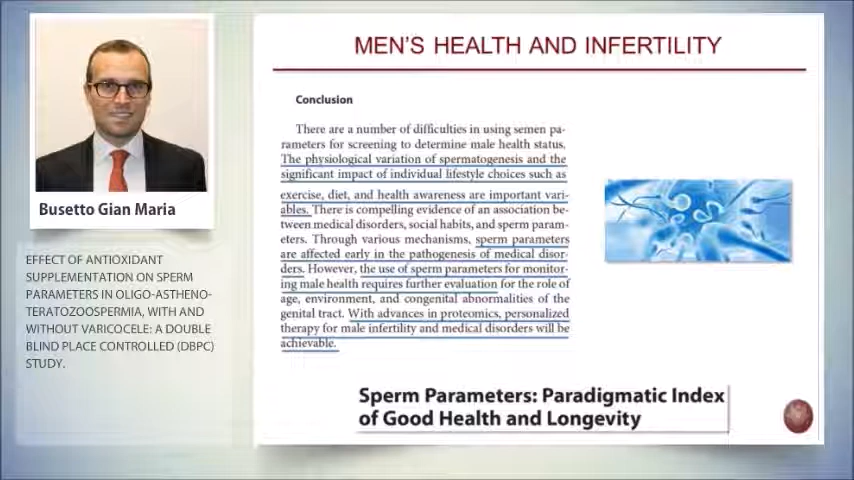 MEN'S HEALTH AND INFERTILITY
Busetto Gian Maria
EFFECT OF ANTIOXIDANT
SUPPLEMENTATION ON SPERM
PARAMETERS IN OLIGO-ASTHENO-
TERATOZOOSPERMIA, WITH AND
WITHOUT VARICOCELE: A DOUBLE
BLIND PLACE CONTROLLED (DBPC)
STUDY.
Conclusion
There are a number of difficulties in using semen pa-
rameters for screening to determine male health status.
The physiological variation of spermatogenesis and the
significant impact of individual lifestyle choices such as
exercise, diet, and health awareness are important vari-
ables. There is compelling evidence of an association be-
tween medical disorders, social habits, and sperm param-
eters. Through various mechanisms, sperm parameters
are affected early in the pathogenesis of medical disor-
ders. However, the use of sperm parameters for monitor-
ing male health requires further evaluation for the role of
age, environment, and congenital abnormalities of the
genital tract. With advances in proteomics, personalized
therapy for male infertility and medical disorders will be
achievable.
Sperm Parameters: Paradigmatic Index
of Good Health and Longevity